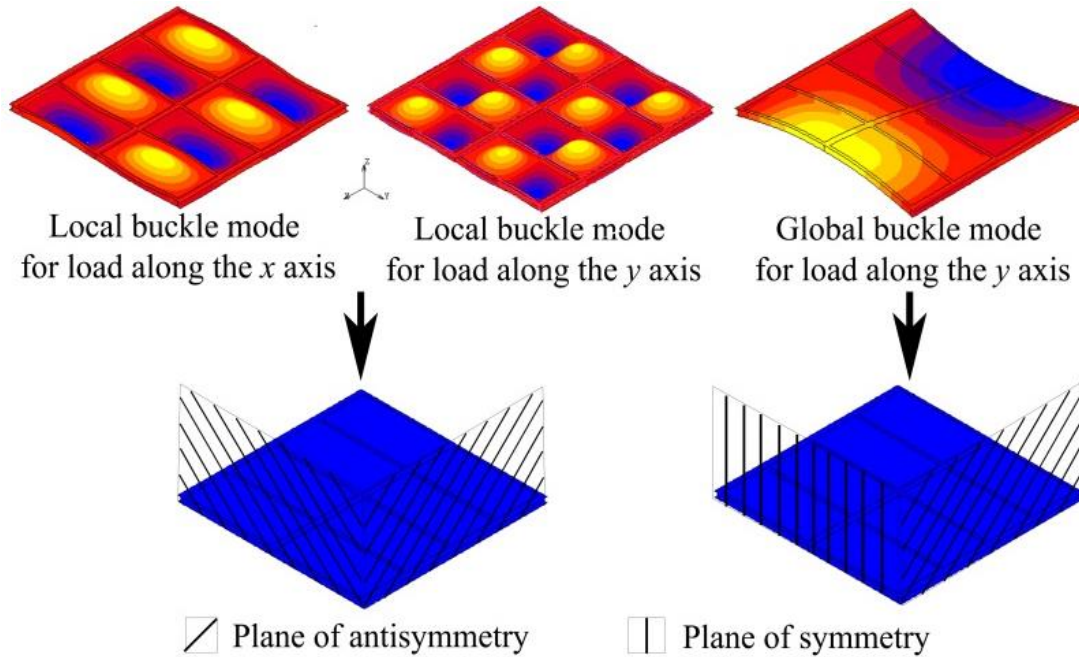 Z
X
Y
Local buckle mode
for load along the x axis
Local buckle mode
for load along the y axis
Global buckle mode
for load along the y axis
Plane of antisymmetry
Plane of symmetry